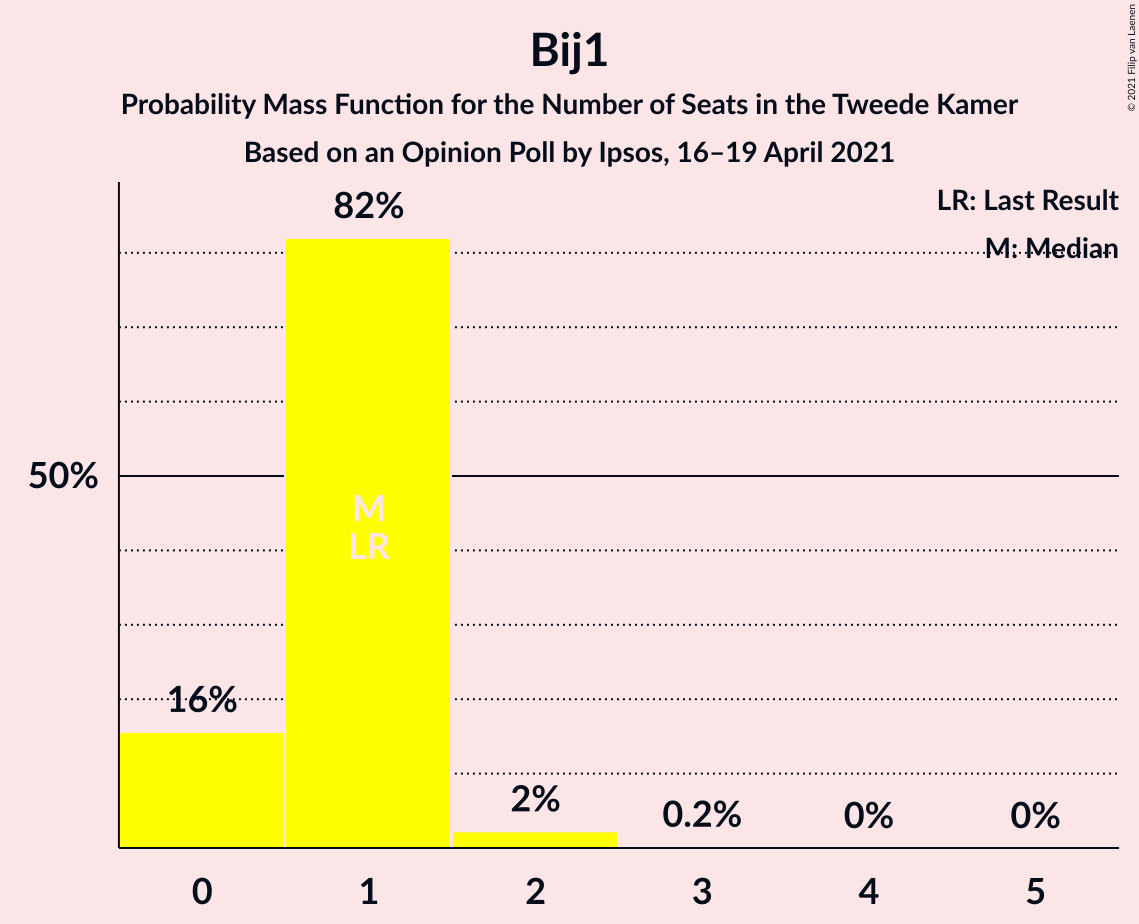 Bij1
Probability Mass Function for the Number of Seats in the Tweede Kamer
Based on an Opinion Poll by Ipsos, 16–19 April 2021
© 2021 Filip van Laenen
LR: Last Result
M: Median
82%
50%
M
LR
16%
2%
0.2%
0%
0%
0
1
2
3
4
5